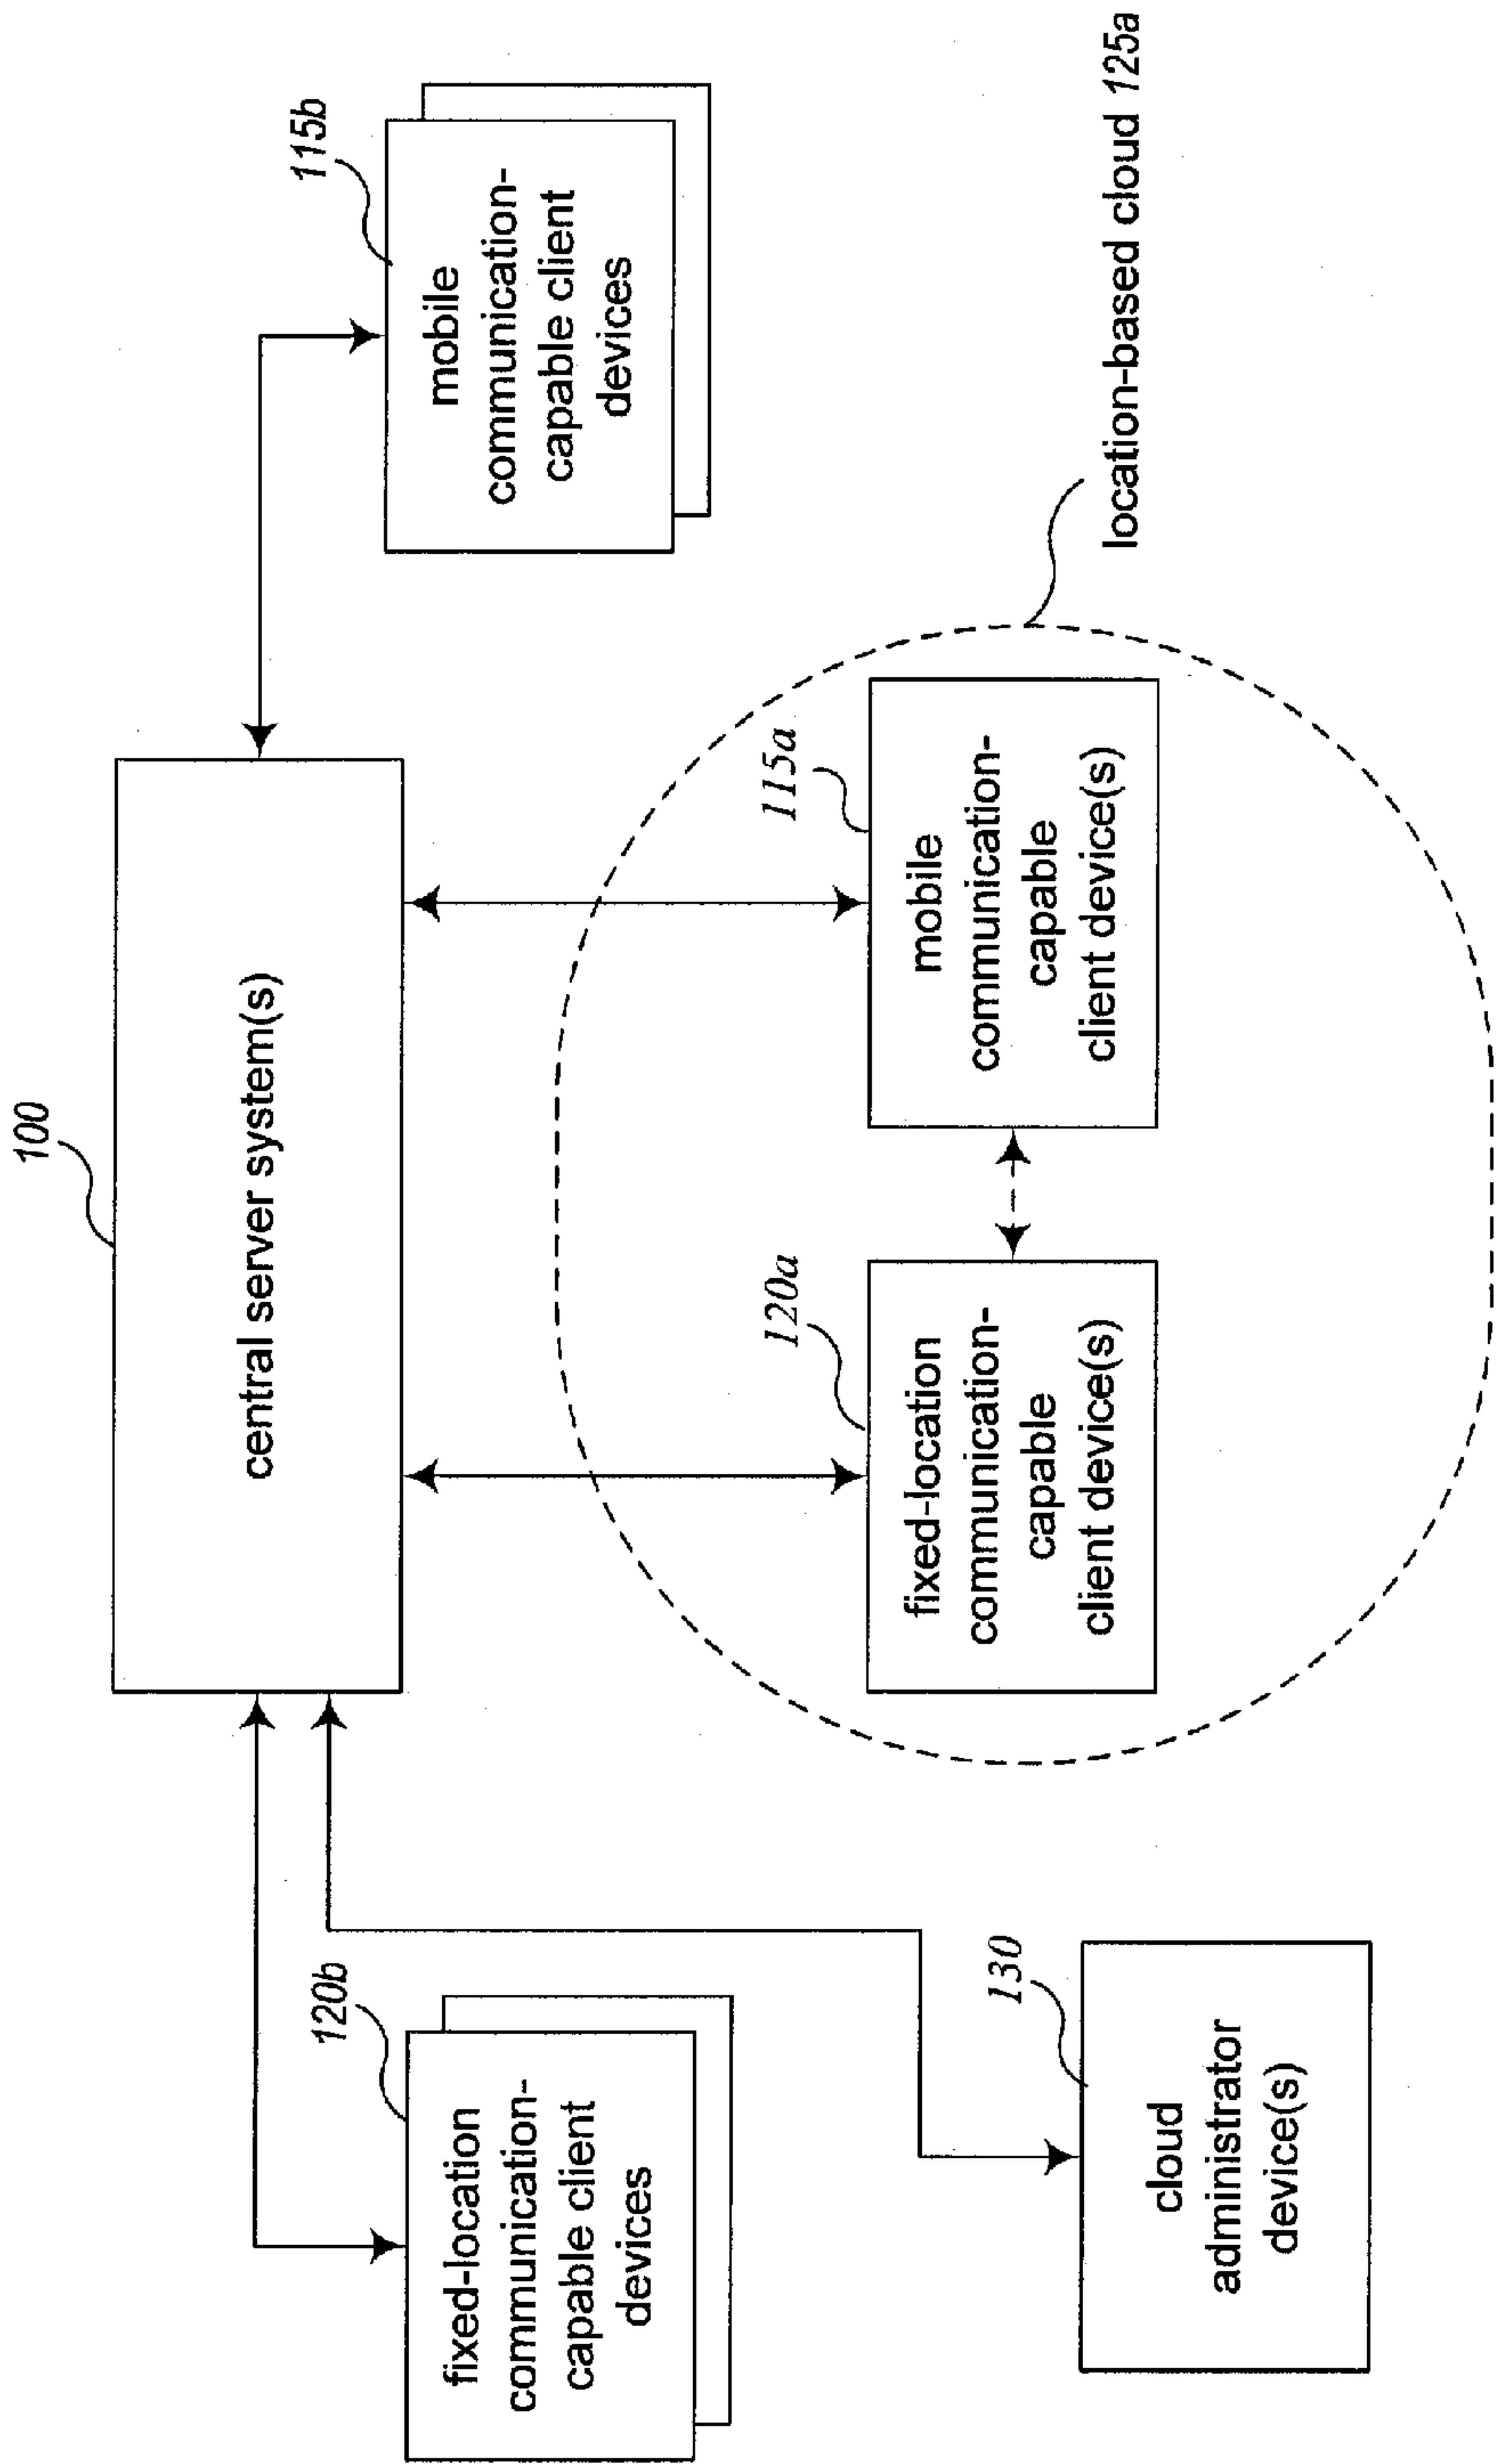 100
central server system(s)
120b
fixed-location
communication-
capable client
devices
115b
mobile
communication-
capable client
devices
120a
fixed-location
communication-
capable
client device(s)
115a
mobile
communication-
capable
client device(s)
130
cloud
administrator
device(s)
location-based cloud 125a